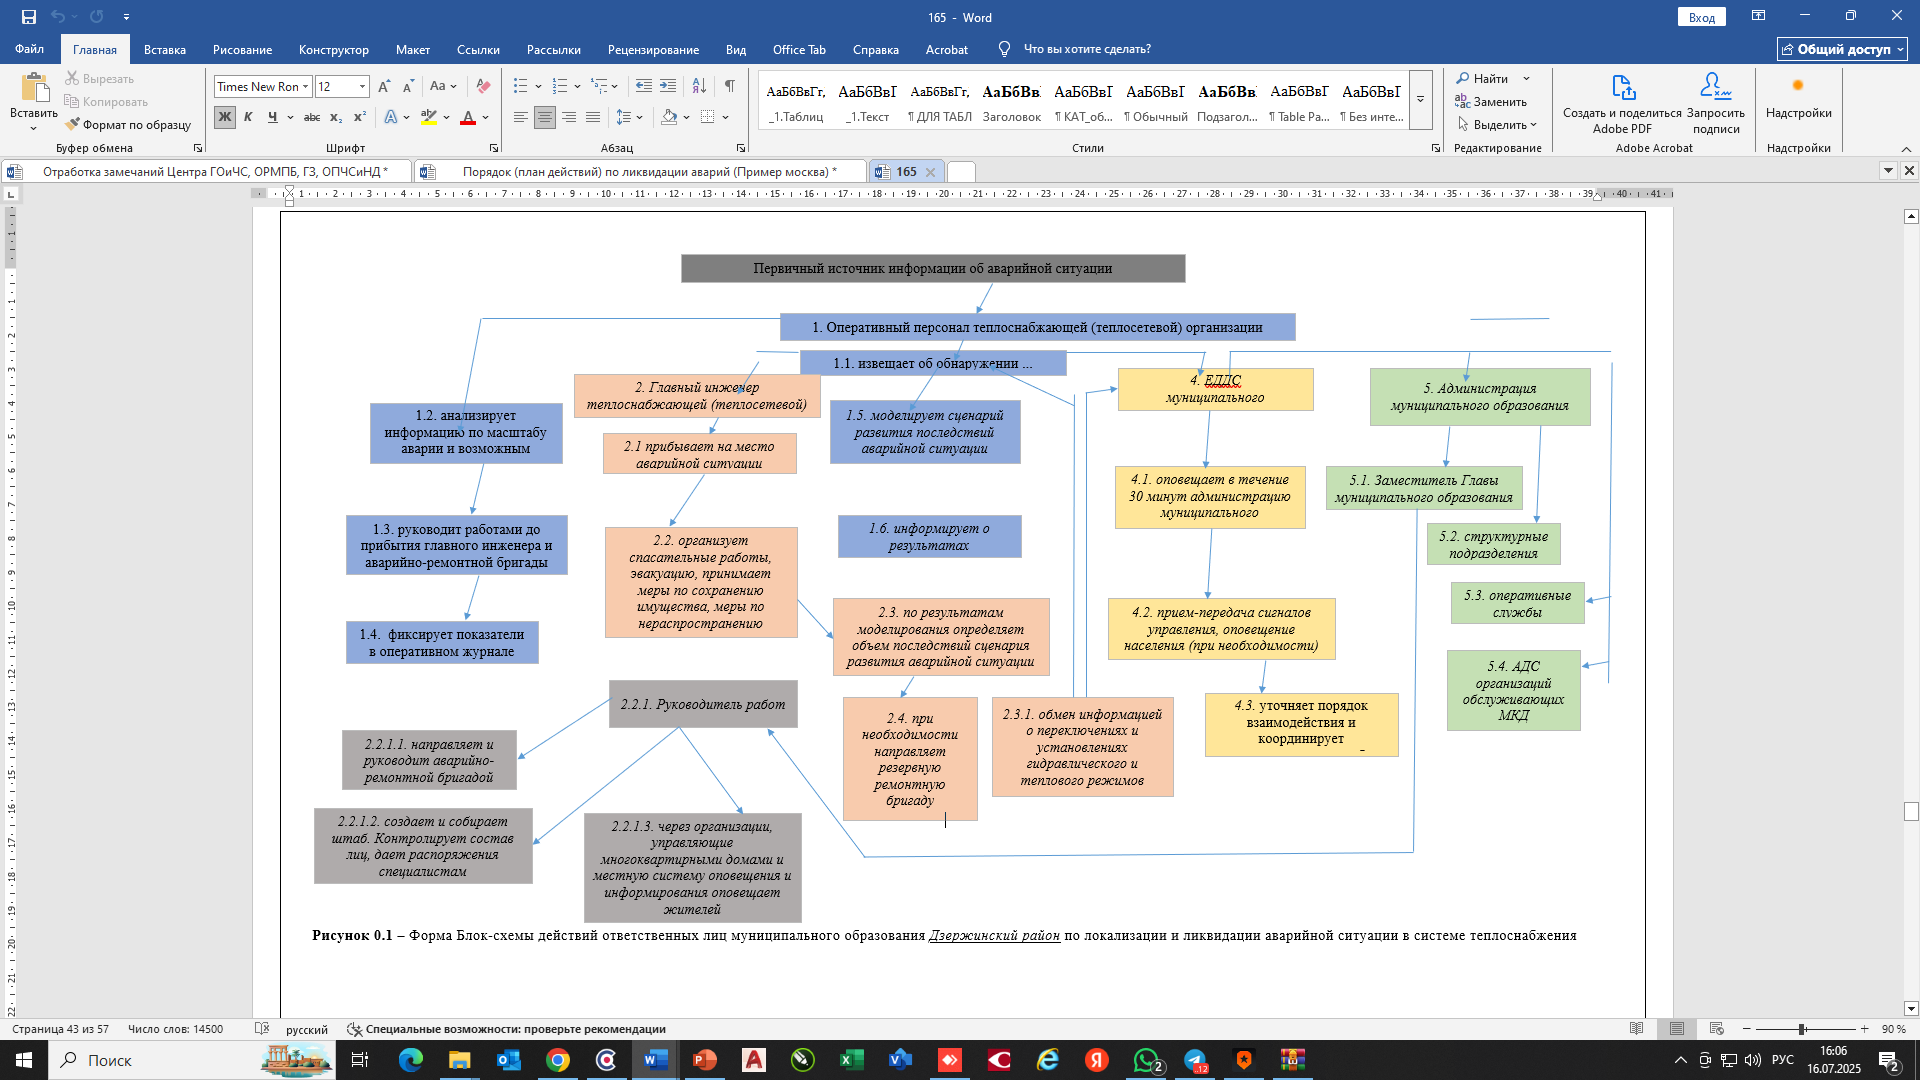 165 - Word
Вход
Файл
Главная
Вставка
Рисование
Конструктор
Макет
Ссылки
Рассылки
Рецензирование
Вид
Office Tab
Справка
Acrobat
Что вы хотите сделать?
Общий доступ
Вставить
Вырезать
Копировать
Формат по образцу
Буфер обмена
Times New Ron
12
Шрифт
Абзац
АаБбВвГг,
_1.Таблиц
АаБбВвІ
_1.Текст
АаБбВвГг,
¶ ДЛЯ ТАБЛ
АаБбВв
Заголовок
АаБбВвІ
¶ КАТ_об...
АаБбВвІ
¶ Обычный
АаБбВв
Подзагол...
АаБбВвГ
¶ Table Pa...
АаБбВвІ
¶ Без инте...
Стили
Найти
Заменить
Выделить
Редактирование
Создать и поделиться
Adobe PDF
Запросить
подписи
Adobe Acrobat
Настройки
Настройки
Отработка замечаний Центра ГОиЧС, ОРМПБ, ГЗ, ОПЧСиНД *
Порядок (план действий) по ликвидации аварий (Пример москва) *
165
Первичный источник информации об аварийной ситуации
1. Оперативный персонал теплоснабжающей (теплосетевой) организации
1.1. извещает об обнаружении ...
2. Главный инженер
теплоснабжающей (теплосетевой)
4. ЕДДС
муниципального
5. Администрация
муниципального образования
1.2. анализирует
информацию по масштабу
аварии и возможным
1.5. моделирует сценарий
развития последствий
аварийной ситуации
2.1 прибывает на место
аварийной ситуации
4.1. оповещает в течение
30 минут администрацию
муниципального
5.1. Заместитель Главы
муниципального образования
1.3. руководит работами до
прибытия главного инженера и
аварийно-ремонтной бригады
2.2. организует
спасательные работы,
эвакуацию, принимает
меры по сохранению
имущества, меры по
нераспространению
1.6. информирует о
результатах
5.2. структурные
подразделения
5.3. оперативные
службы
1.4. фиксирует показатели
в оперативном журнале
2.3. по результатам
моделирования определяет
объем последствий сценария
развития аварийной ситуации
4.2. прием-передача сигналов
управления, оповещение
населения (при необходимости)
5.4. АДС
организаций
обслуживающих
МКД
2.2.1. Руководитель работ
2.4. при
необходимости
направляет
резервную
ремонтную
бригаду
2.3.1. обмен информацией
о переключениях и
установлениях
гидравлического и
теплового режимов
4.3. уточняет порядок
взаимодействия и
координирует
2.2.1.1. направляет и
руководит аварийно-
ремонтной бригадой
2.2.1.2. создает и собирает
штаб. Контролирует состав
лиц, дает распоряжения
специалистам
2.2.1.3. через организации,
управляющие
многоквартирными домами и
местную систему оповещения и
информирования оповещает
жителей
Рисунок 0.1 – Форма Блок-схемы действий ответственных лиц муниципального образования Дзержинский район по локализации и ликвидации аварийной ситуации в системе теплоснабжения
Страница 43 из 57
Число слов: 14500
русский
Специальные возможности: проверьте рекомендации
90 %
Поиск
РУС
16:06
16.07.2025